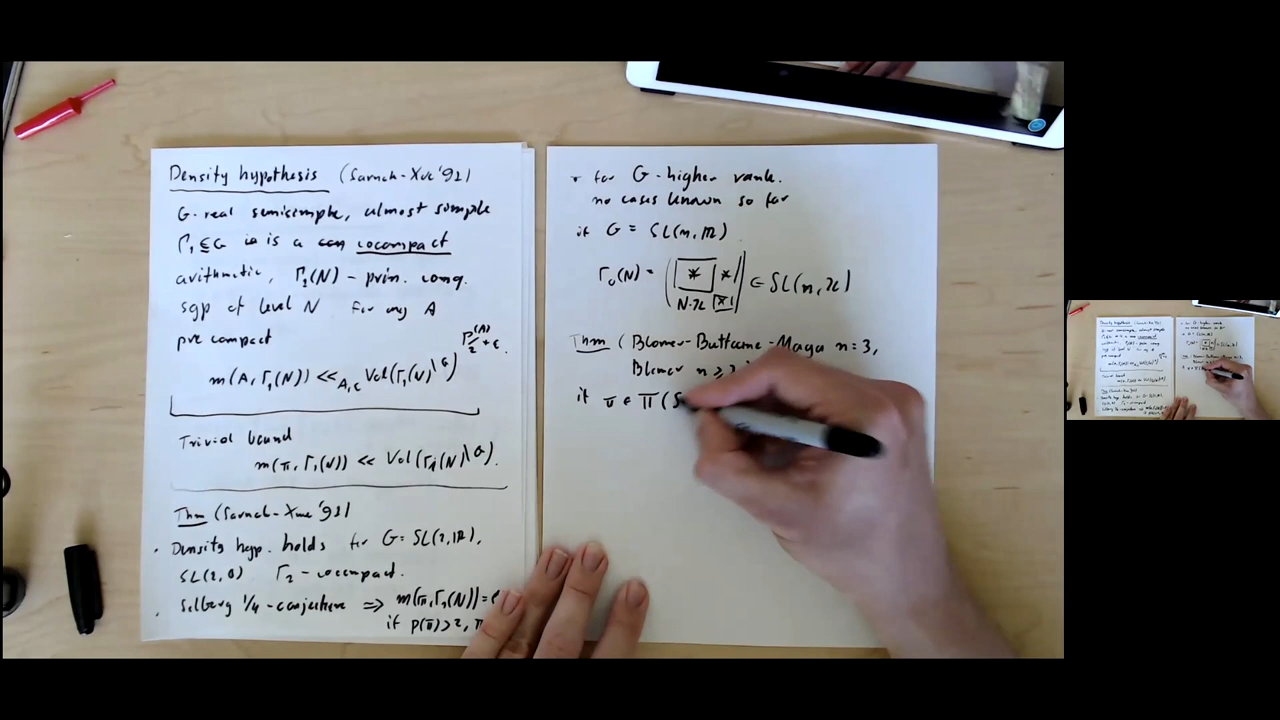 Density hypothesis (Sarnak-Xue '91)
G-real semisimple, almost simple
Γ₁ ≤ G is a cocompact
arithmetic, Γ₁(N) - prin. cong.
sgp of level N for any A
precompact
m(A, Γ₁(N)) <<_{A,ε} Vol(Γ₁(N)\G)^{2/p(A) + ε}.
Trivial bound
m(π, Γ₁(N)) << Vol(Γ₁(N)\G).
Thm (Sarnak-Xue '91)
· Density hyp. holds for G = SL(2,ℝ),
SL(2,ℂ) Γ₁ - cocompact.
· Selberg 1/4-conjecture ⇒ m(π, Γ₁(N)) =
if p(π) > 2,
· for G-higher rank.
no cases known so far
if G = SL(n, ℝ)
Γ₀(N) = (* * N·ℤ *) ∈ SL(n, ℤ)
Thm (Blomer-Buttcane-Maga n = 3,
Blomer n ≥
if π ∈ Π(S